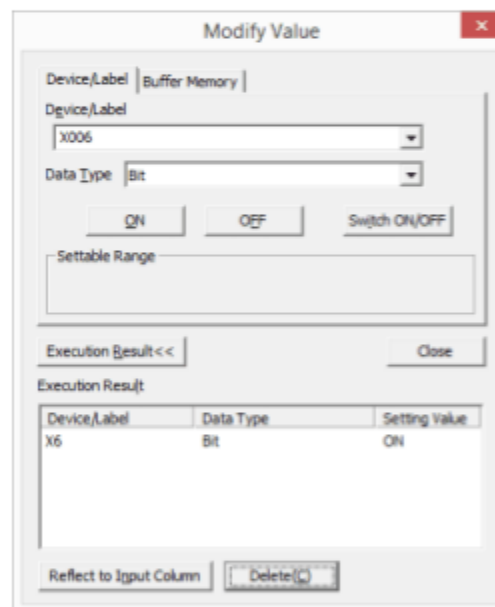 Modify Value
x
Device/Label Buffer Memory
Device/Label
X006
Data Type Bit
ON OFF Switch ON/OFF
Settable Range
Execution Result<< Close
Execution Result
Device/Label Data Type Setting Value
X6 Bit ON
Reflect to Input Column Delete(C)